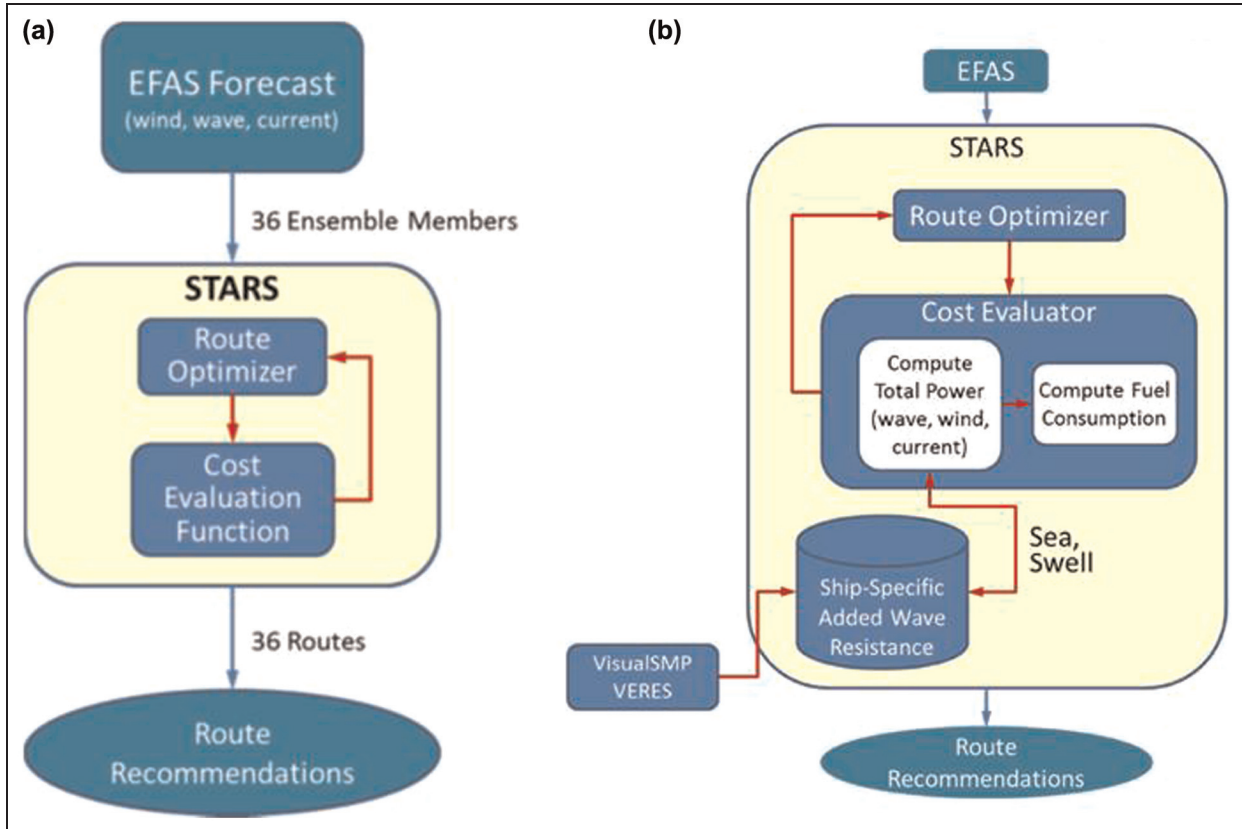 (a)
EFAS Forecast
(wind, wave, current)
36 Ensemble Members
STARS
Route
Optimizer
Cost
Evaluation
Function
36 Routes
Route
Recommendations
(b)
EFAS
STARS
Route Optimizer
Cost Evaluator
Compute
Total Power
(wave, wind,
current)
Compute Fuel
Consumption
Sea,
Swell
Ship-Specific
Added Wave
Resistance
VisualSMP
VERES
Route
Recommendations